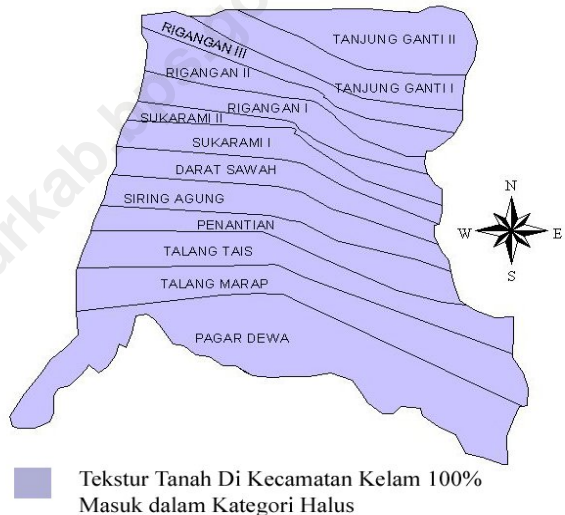 TANJUNG GANTI II
RIGANGAN III
RIGANGAN II
TANJUNG GANTI I
RIGANGAN I
SUKARAMI II
SUKARAMI I
DARAT SAWAH
SIRING AGUNG
PENANTIAN
TALANG TAIS
TALANG MARAP
PAGAR DEWA
N
W
E
S
Tekstur Tanah Di Kecamatan Kelam 100%
Masuk dalam Kategori Halus